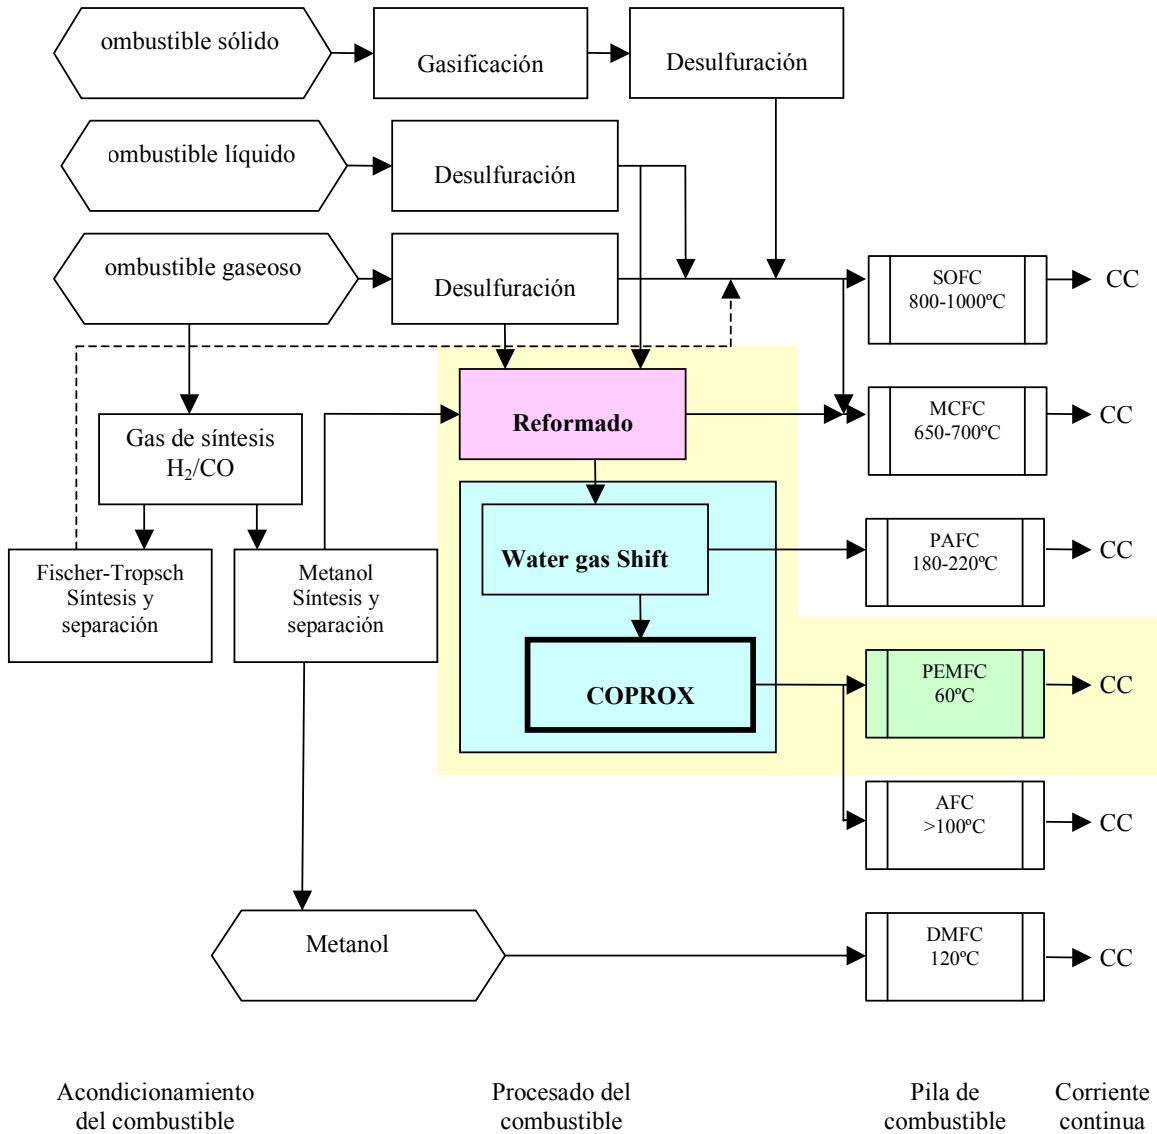 ombustible sólido
Gasificación
Desulfuración
ombustible líquido
Desulfuración
ombustible gaseoso
Desulfuración
SOFC
800-1000ºC
CC
Reformado
MCFC
650-700ºC
CC
Gas de síntesis
H₂/CO
Water gas Shift
PAFC
180-220ºC
CC
Fischer-Tropsch
Síntesis y
separación
Metanol
Síntesis y
separación
COPROX
PEMFC
60ºC
CC
AFC
>100ºC
CC
Metanol
DMFC
120ºC
CC
Acondicionamiento
del combustible
Procesado del
combustible
Pila de
combustible
Corriente
continua